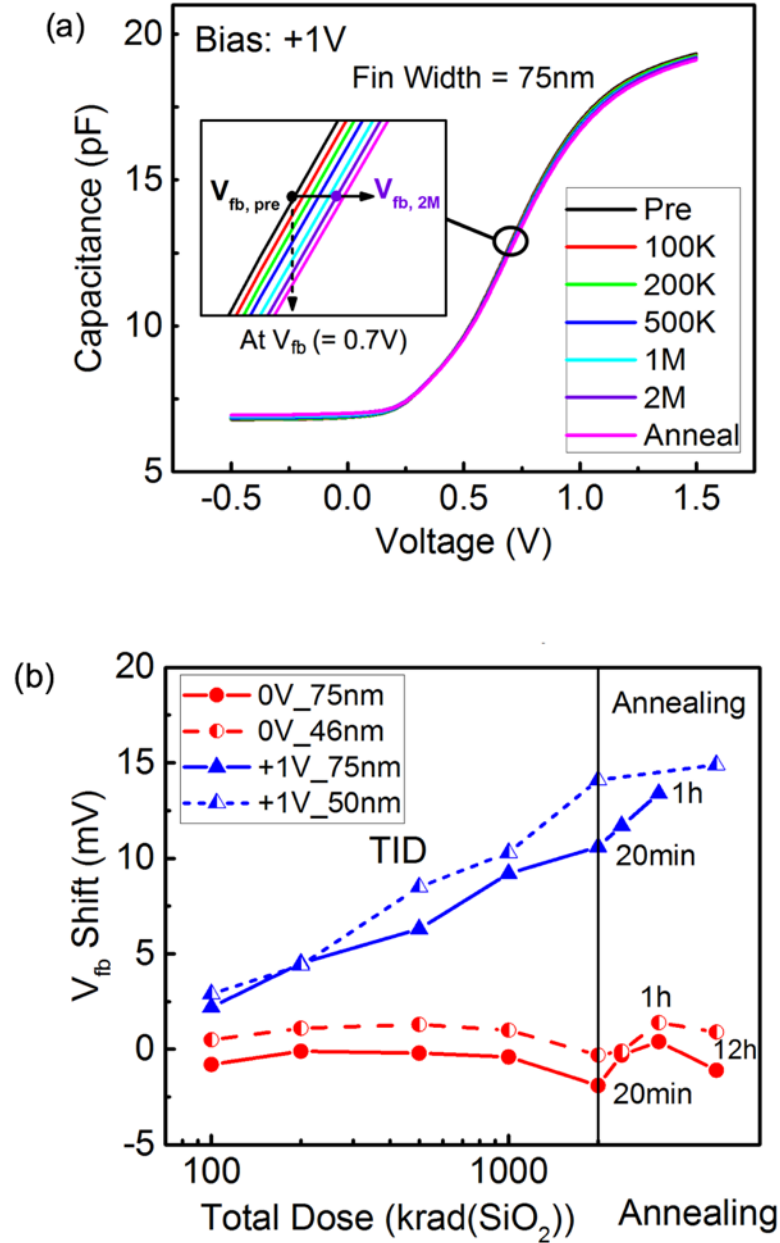 (a)
Bias: +1V
Fin Width = 75nm
V_fb, pre
V_fb, 2M
At V_fb (= 0.7V)
Pre
100K
200K
500K
1M
2M
Anneal
20
15
10
5
Capacitance (pF)
-0.5 0.0 0.5 1.0 1.5
Voltage (V)
(b)
0V_75nm
0V_46nm
+1V_75nm
+1V_50nm
Annealing
TID
1h
20min
1h
12h
20min
20
15
10
5
0
-5
V_fb Shift (mV)
100 1000
Total Dose (krad(SiO₂)) Annealing